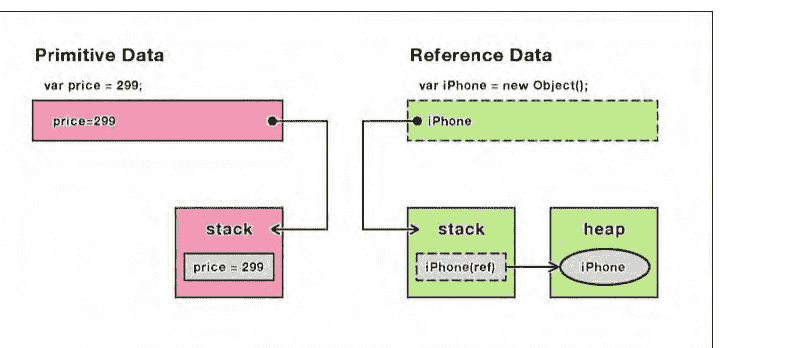 Primitive Data
var price = 299;
price=299
stack
price = 299
Reference Data
var iPhone = new Object();
iPhone
stack
iPhone(ref)
heap
iPhone